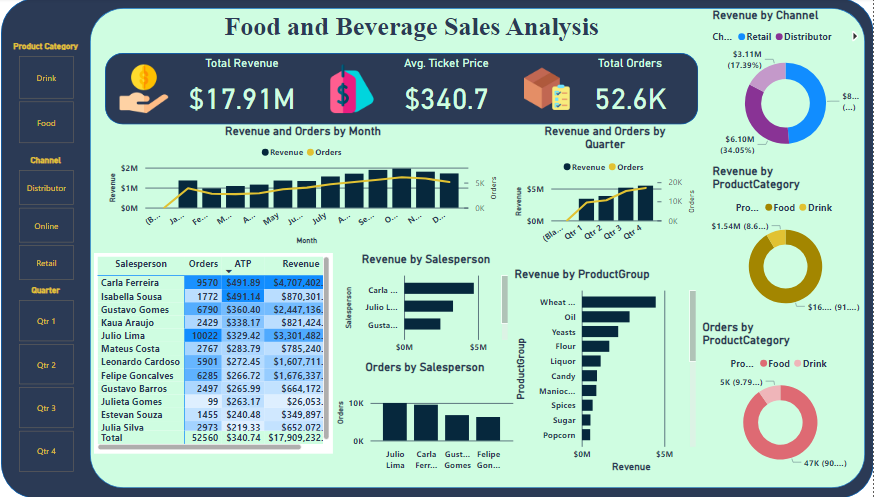 Food and Beverage Sales Analysis
Product Category
Drink
Food
Channel
Distributor
Online
Retail
Quarter
Qtr 1
Qtr 2
Qtr 3
Qtr 4
Total Revenue
$17.91M
Avg. Ticket Price
$340.7
Total Orders
52.6K
Revenue and Orders by Month
Revenue Orders
Revenue
$2M
$1M
$0M
5K
0K
Orders
(B... Ja... Fe... M... A... May Ju... July A... Se... O... N... D...
Month
Revenue and Orders by
Quarter
Revenue Orders
Revenue
$5M
$0M
20K
10K
0K
Orders
(Bla... Qtr 1 Qtr 2 Qtr 3 Qtr 4
Revenue by Channel
Ch... Retail Distributor
$3.11M
(17.39%)
$8...
(...)
$6.10M
(34.05%)
Revenue by
ProductCategory
Pro... Food Drink
$1.54M (8.6...)
$16.... (91....)
Orders by
ProductCategory
Pro... Food Drink
5K (9.79...)
47K (90....)
Salesperson Orders ATP Revenue
Carla Ferreira 9570 $491.89 $4,707,402.
Isabella Sousa 1772 $491.14 $870,301.
Gustavo Gomes 6790 $360.40 $2,447,136.
Kaua Araujo 2429 $338.17 $821,424.
Julio Lima 10022 $329.42 $3,301,482.
Mateus Costa 2767 $283.79 $785,240.
Leonardo Cardoso 5901 $272.45 $1,607,711.
Felipe Goncalves 6285 $266.72 $1,676,337.
Gustavo Barros 2497 $265.99 $664,172.
Julieta Gomes 99 $263.17 $26,053.
Estevan Souza 1455 $240.48 $349,897.
Julia Silva 2973 $219.33 $652,072.
Total 52560 $340.74 $17,909,232.
Revenue by Salesperson
Salesperson
Carla ...
Julio L...
Gusta...
$0M $5M
Orders by Salesperson
Orders
10K
0K
Julio Carla Gust... Felipe
Lima Ferr... Gomes Gon...
Revenue by ProductGroup
ProductGroup
Wheat ...
Oil
Yeasts
Flour
Liquor
Candy
Manioc...
Spices
Sugar
Popcorn
$0M $5M
Revenue